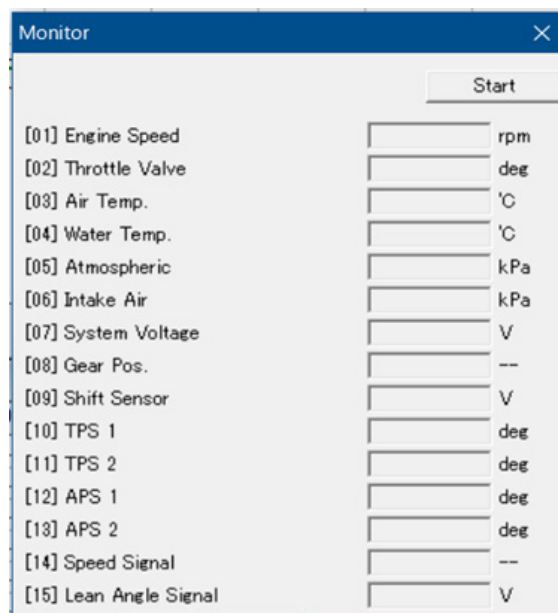 Monitor
Start
[01] Engine Speed rpm
[02] Throttle Valve deg
[03] Air Temp. 'C
[04] Water Temp. 'C
[05] Atmospheric kPa
[06] Intake Air kPa
[07] System Voltage V
[08] Gear Pos. --
[09] Shift Sensor V
[10] TPS 1 deg
[11] TPS 2 deg
[12] APS 1 deg
[13] APS 2 deg
[14] Speed Signal --
[15] Lean Angle Signal V